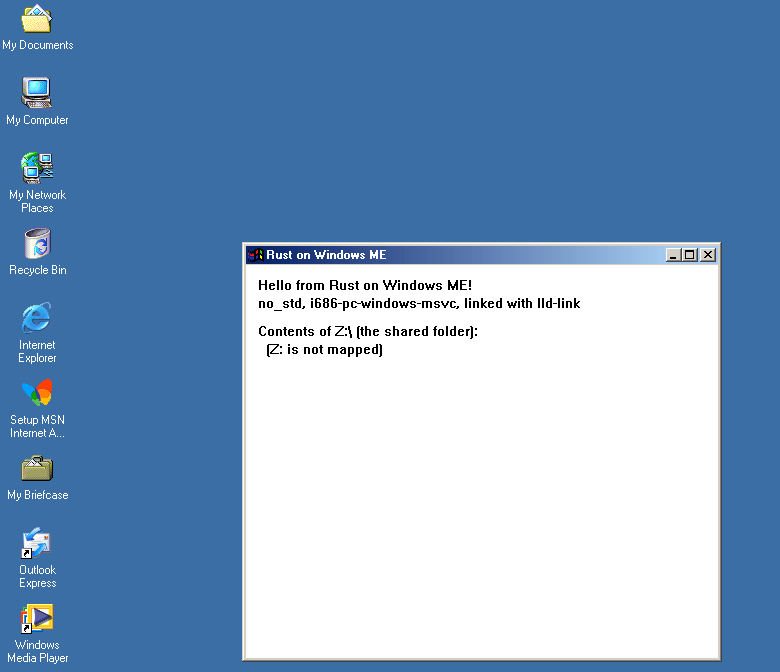 My Documents
My Computer
My Network
Places
Recycle Bin
Internet
Explorer
Setup MSN
Internet A...
My Briefcase
Outlook
Express
Windows
Media Player
Rust on Windows ME
Hello from Rust on Windows ME!
no_std, i686-pc-windows-msvc, linked with lld-link
Contents of Z:\ (the shared folder):
(Z: is not mapped)